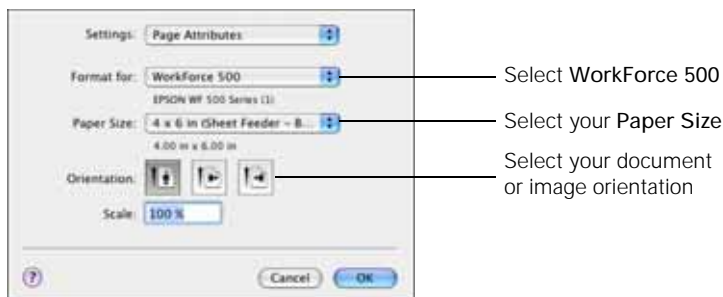 Settings: Page Attributes
Format for: WorkForce 500
EPSON WF 500 Series (1)
Paper Size: 4 x 6 in (Sheet Feeder – B...
4.00 in x 6.00 in
Orientation:
Scale: 100 %
? Cancel OK
Select WorkForce 500
Select your Paper Size
Select your document
or image orientation